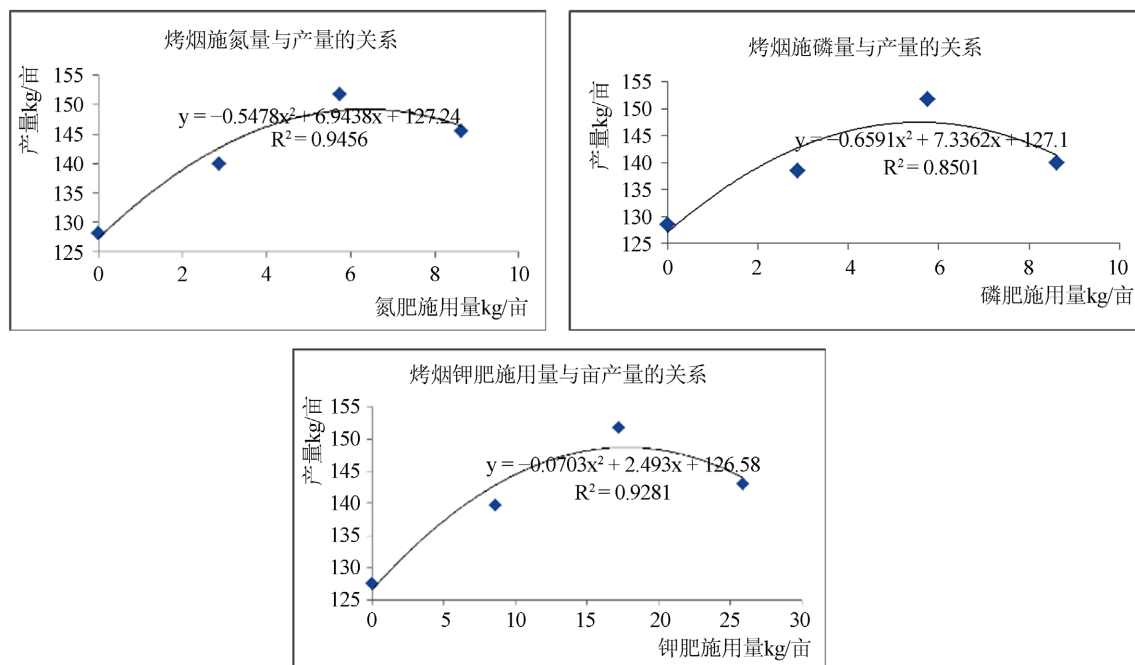 烤烟施氮量与产量的关系
产量kg/亩
155
150
145
140
135
130
125
y = −0.5478x² + 6.9438x + 127.24
R² = 0.9456
0 2 4 6 8 10
氮肥施用量kg/亩
烤烟施磷量与产量的关系
产量kg/亩
155
150
145
140
135
130
125
y = −0.6591x² + 7.3362x + 127.1
R² = 0.8501
0 2 4 6 8 10
磷肥施用量kg/亩
烤烟钾肥施用量与亩产量的关系
产量kg/亩
155
150
145
140
135
130
125
y = −0.0703x² + 2.493x + 126.58
R² = 0.9281
0 5 10 15 20 25 30
钾肥施用量kg/亩